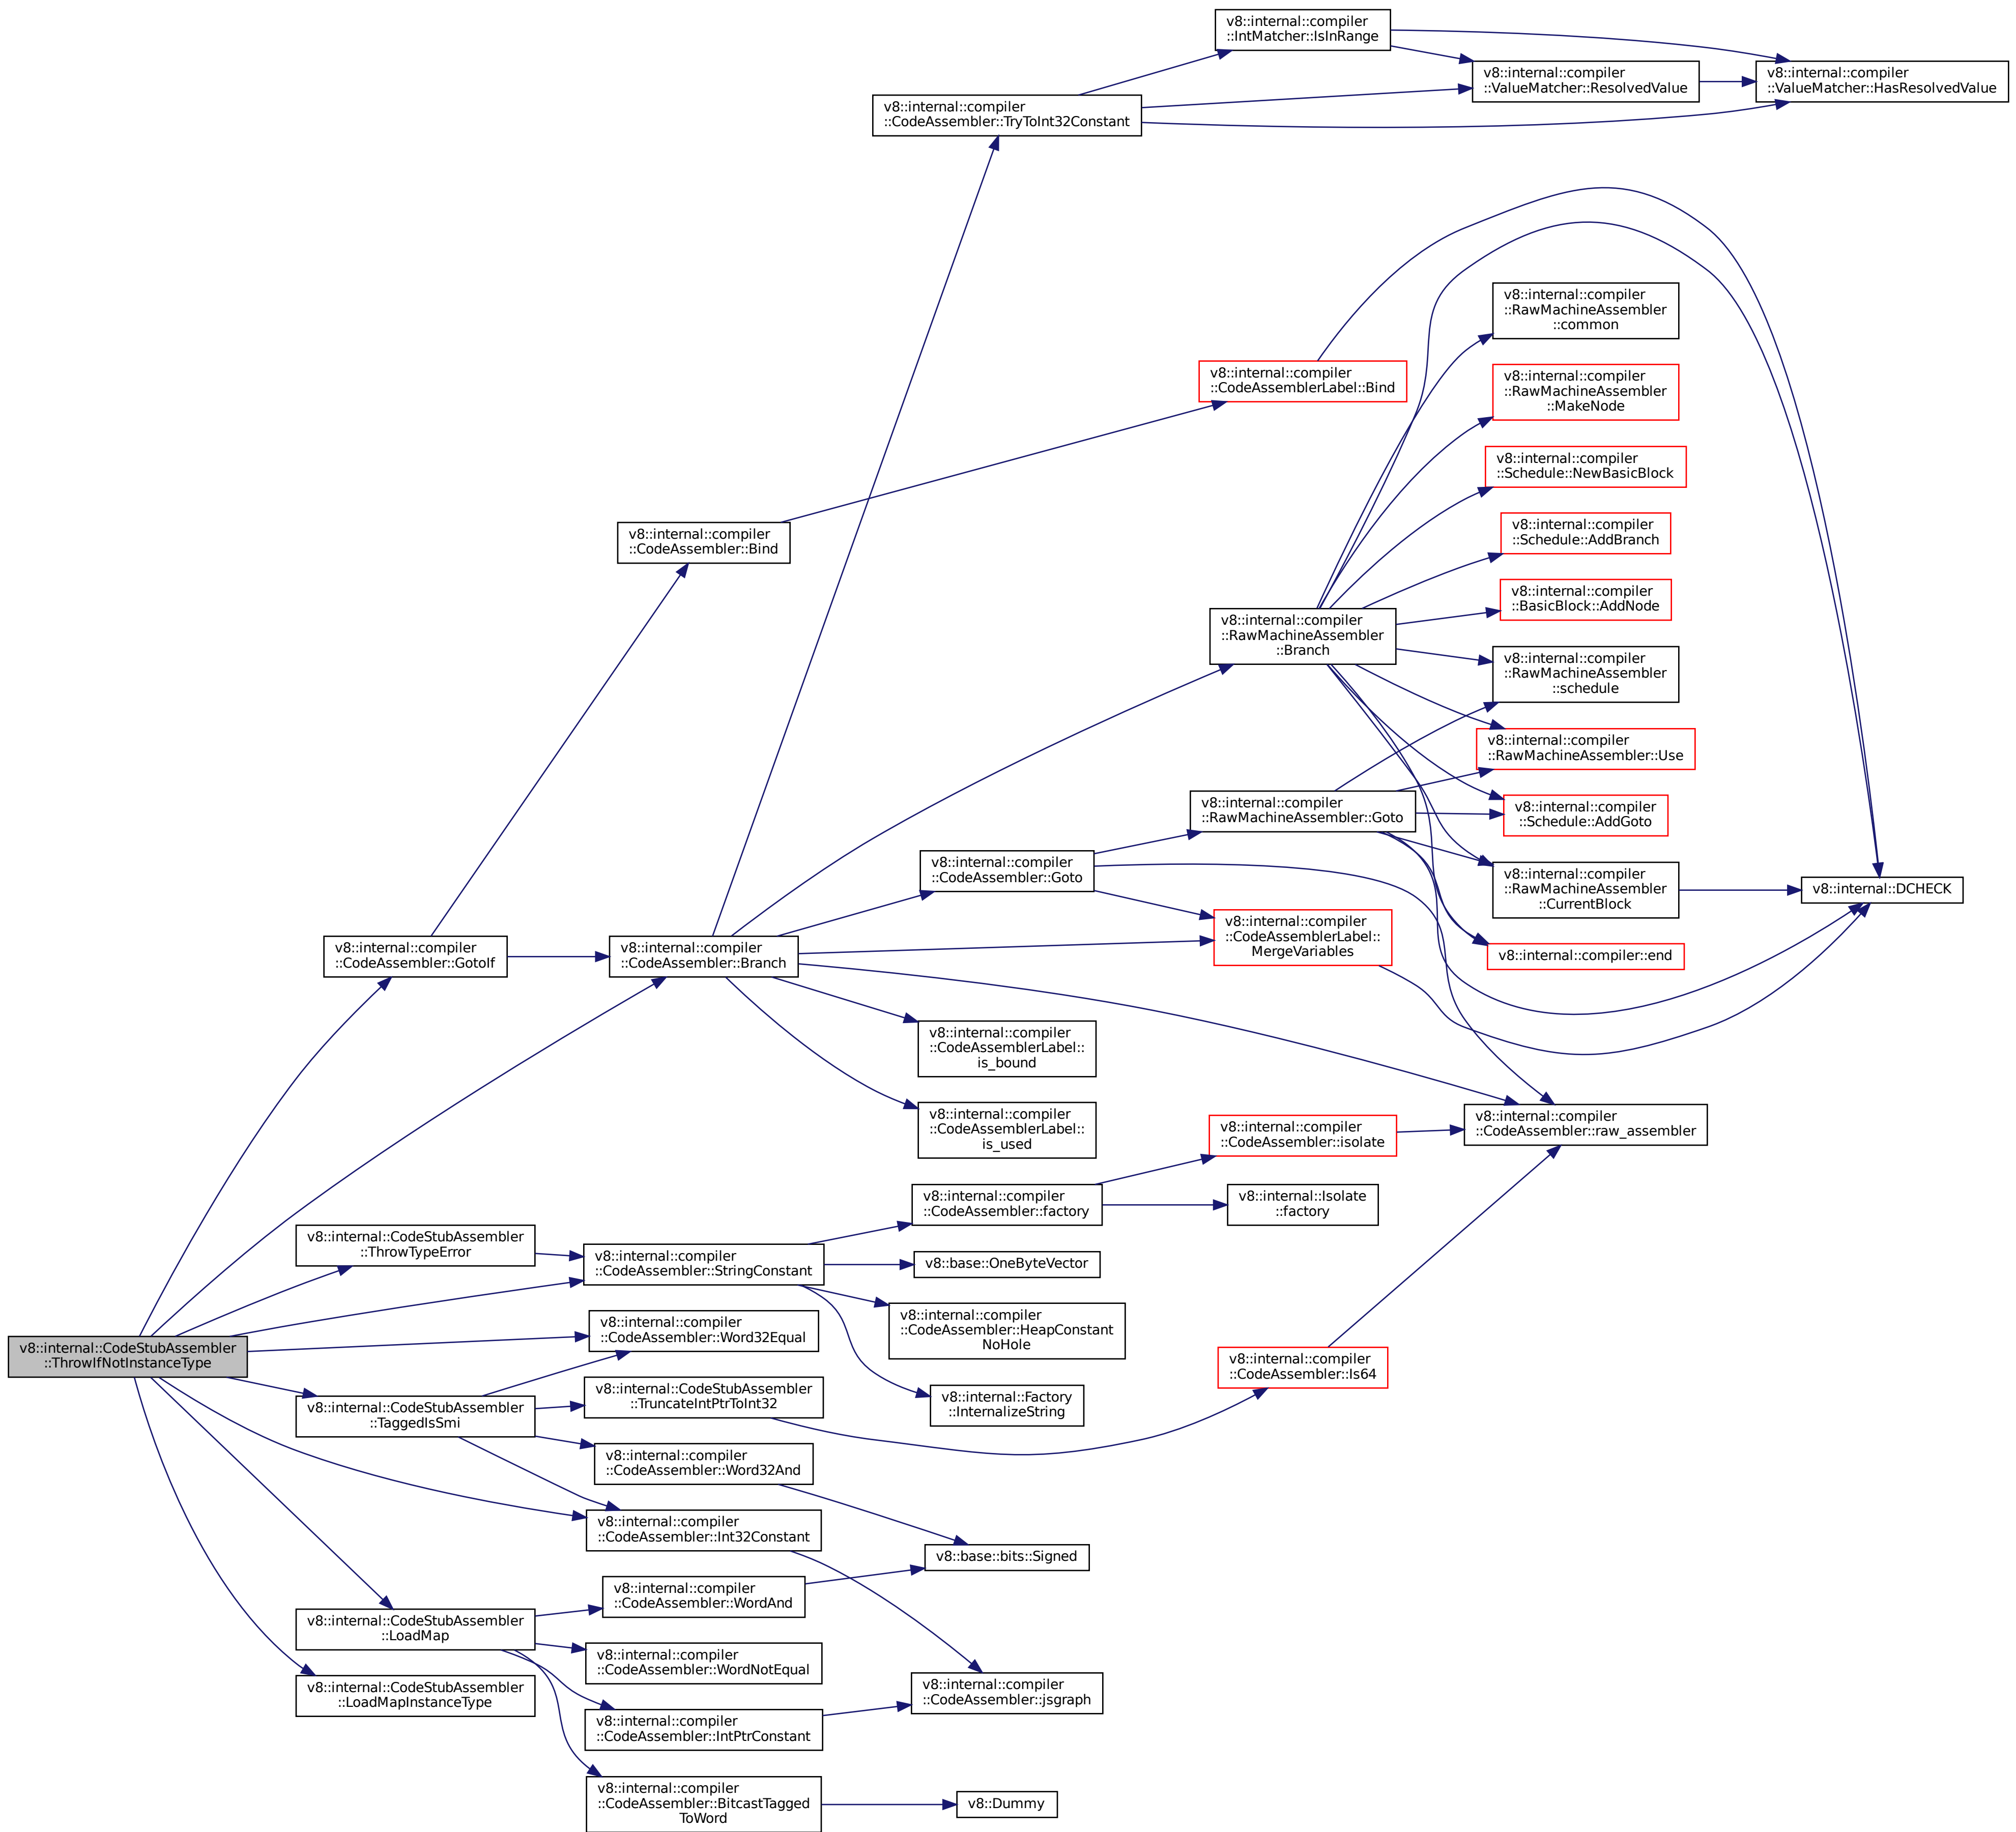 v8::internal::compiler
::IntMatcher::IsInRange
v8::internal::compiler
::ValueMatcher::ResolvedValue
v8::internal::compiler
::ValueMatcher::HasResolvedValue
v8::internal::compiler
::CodeAssembler::TryToInt32Constant
v8::internal::compiler
::RawMachineAssembler
::common
v8::internal::compiler
::CodeAssemblerLabel::Bind
v8::internal::compiler
::RawMachineAssembler
::MakeNode
v8::internal::compiler
::Schedule::NewBasicBlock
v8::internal::compiler
::CodeAssembler::Bind
v8::internal::compiler
::Schedule::AddBranch
v8::internal::compiler
::BasicBlock::AddNode
v8::internal::compiler
::RawMachineAssembler
::Branch
v8::internal::compiler
::RawMachineAssembler
::schedule
v8::internal::compiler
::RawMachineAssembler::Use
v8::internal::compiler
::RawMachineAssembler::Goto
v8::internal::compiler
::Schedule::AddGoto
v8::internal::compiler
::CodeAssembler::Goto
v8::internal::compiler
::RawMachineAssembler
::CurrentBlock
v8::internal::DCHECK
v8::internal::compiler
::CodeAssembler::GotoIf
v8::internal::compiler
::CodeAssembler::Branch
v8::internal::compiler
::CodeAssemblerLabel::
MergeVariables
v8::internal::compiler::end
v8::internal::compiler
::CodeAssemblerLabel::
is_bound
v8::internal::compiler
::CodeAssemblerLabel::
is_used
v8::internal::compiler
::CodeAssembler::isolate
v8::internal::compiler
::CodeAssembler::raw_assembler
v8::internal::compiler
::CodeAssembler::factory
v8::internal::Isolate
::factory
v8::internal::CodeStubAssembler
::ThrowTypeError
v8::internal::compiler
::CodeAssembler::StringConstant
v8::base::OneByteVector
v8::internal::compiler
::CodeAssembler::HeapConstant
NoHole
v8::internal::compiler
::CodeAssembler::Word32Equal
v8::internal::CodeStubAssembler
::ThrowIfNotInstanceType
v8::internal::compiler
::CodeAssembler::Is64
v8::internal::CodeStubAssembler
::TruncateIntPtrToInt32
v8::internal::Factory
::InternalizeString
v8::internal::CodeStubAssembler
::TaggedIsSmi
v8::internal::compiler
::CodeAssembler::Word32And
v8::internal::compiler
::CodeAssembler::Int32Constant
v8::base::bits::Signed
v8::internal::compiler
::CodeAssembler::WordAnd
v8::internal::CodeStubAssembler
::LoadMap
v8::internal::compiler
::CodeAssembler::WordNotEqual
v8::internal::CodeStubAssembler
::LoadMapInstanceType
v8::internal::compiler
::CodeAssembler::jsgraph
v8::internal::compiler
::CodeAssembler::IntPtrConstant
v8::internal::compiler
::CodeAssembler::BitcastTagged
ToWord
v8::Dummy